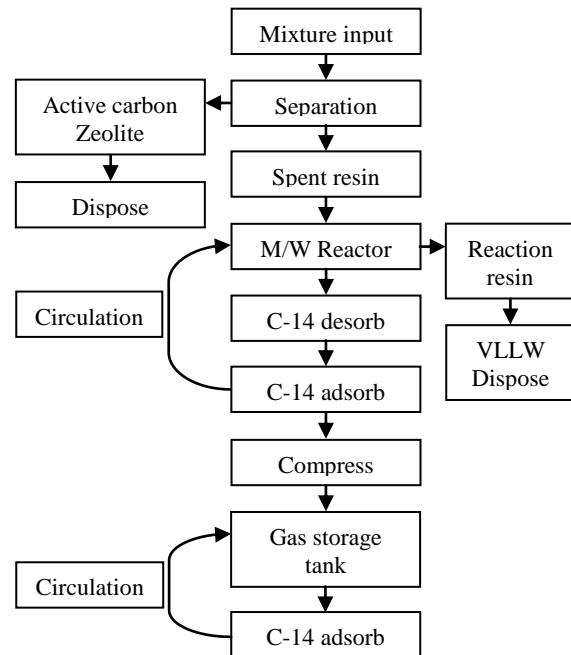 Mixture input
Active carbon
Zeolite
Separation
Dispose
Spent resin
M/W Reactor
Reaction
resin
Circulation
C-14 desorb
VLLW
Dispose
C-14 adsorb
Compress
Gas storage
tank
Circulation
C-14 adsorb